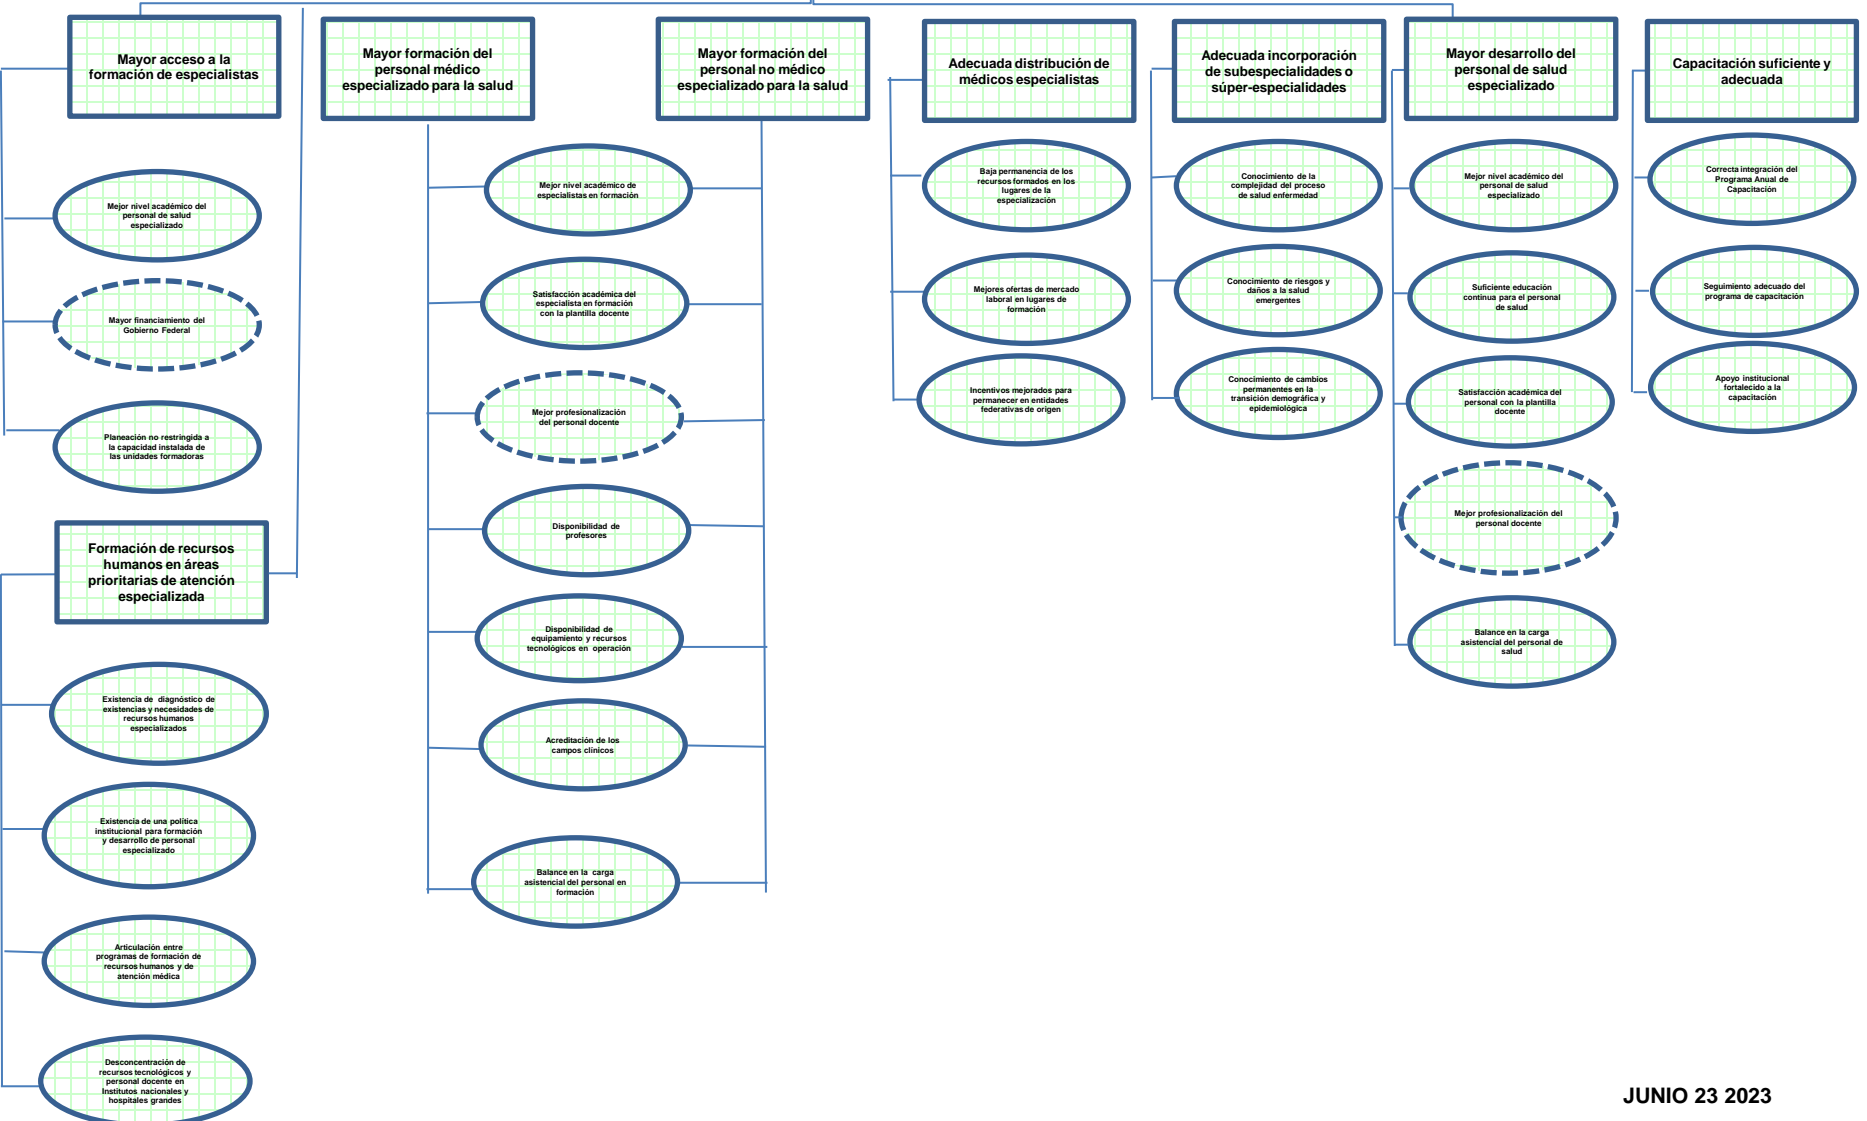 Mayor acceso a la
formación de especialistas
Mejor nivel académico del
personal de salud
especializado
Mayor financiamiento del
Gobierno Federal
Planeación no restringida a
la capacidad instalada de
las unidades formadoras
Formación de recursos
humanos en áreas
prioritarias de atención
especializada
Existencia de diagnóstico de
existencias y necesidades de
recursos humanos
especializados
Existencia de una política
institucional para formación
y desarrollo de personal
especializado
Articulación entre
programas de formación de
recursos humanos y de
atención médica
Desconcentración de
recursos tecnológicos y
personal docente en
Institutos nacionales y
hospitales grandes
Mayor formación del
personal médico
especializado para la salud
Mayor formación del
personal no médico
especializado para la salud
Mejor nivel académico de
especialistas en formación
Satisfacción académica del
especialista en formación
con la plantilla docente
Mejor profesionalización
del personal docente
Disponibilidad de
profesores
Disponibilidad de
equipamiento y recursos
tecnológicos en operación
Acreditación de los
campos clínicos
Balance en la carga
asistencial del personal en
formación
Adecuada distribución de
médicos especialistas
Baja permanencia de los
recursos formados en los
lugares de la
especialización
Mejores ofertas de mercado
laboral en lugares de
formación
Incentivos mejorados para
permanecer en entidades
federativas de origen
Adecuada incorporación
de subespecialidades o
súper-especialidades
Conocimiento de la
complejidad del proceso
de salud enfermedad
Conocimiento de riesgos y
daños a la salud
emergentes
Conocimiento de cambios
permanentes en la
transición demográfica y
epidemiológica
Mayor desarrollo del
personal de salud
especializado
Mejor nivel académico del
personal de salud
especializado
Suficiente educación
continua para el personal
de salud
Satisfacción académica del
personal con la plantilla
docente
Mejor profesionalización del
personal docente
Balance en la carga
asistencial del personal de
salud
Capacitación suficiente y
adecuada
Correcta integración del
Programa Anual de
Capacitación
Seguimiento adecuado del
programa de capacitación
Apoyo institucional
fortalecido a la
capacitación
JUNIO 23 2023